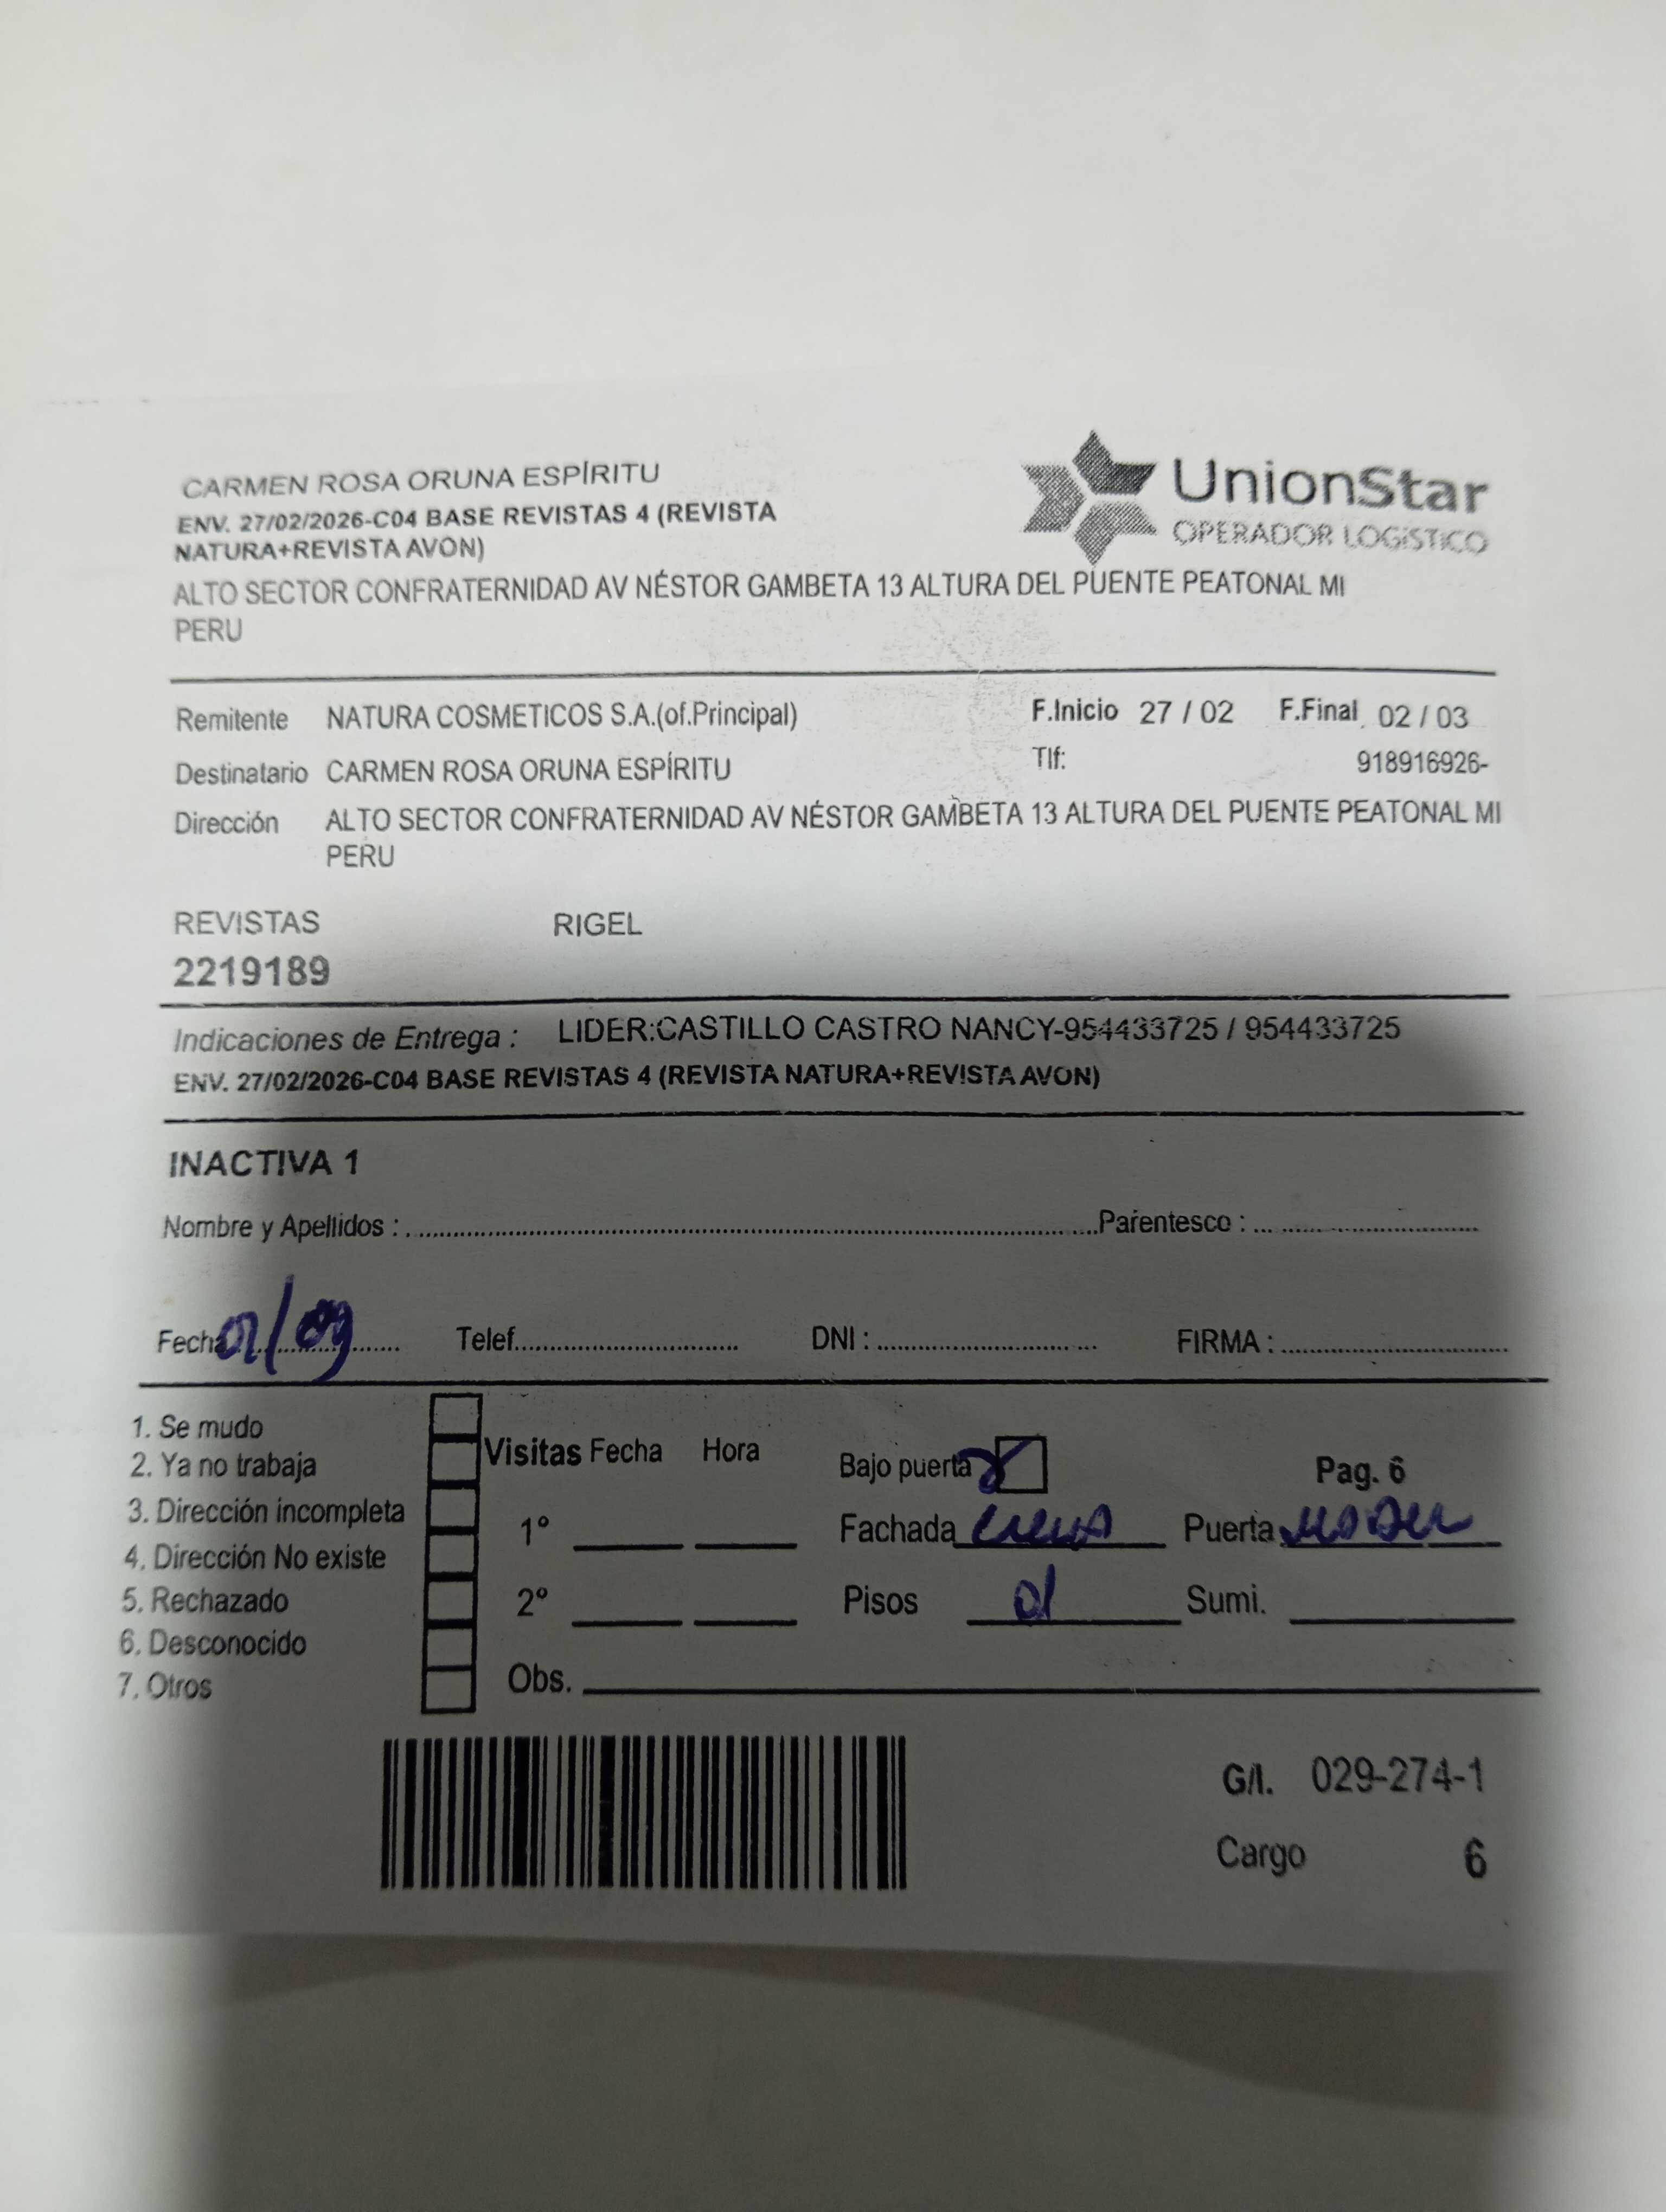 CARMEN ROSA ORUNA ESPÍRITU
ENV. 27/02/2026-C04 BASE REVISTAS 4 (REVISTA
NATURA+REVISTA AVON)
UnionStar
OPERADOR LOGíSTICO
ALTO SECTOR CONFRATERNIDAD AV NÉSTOR GAMBETA 13 ALTURA DEL PUENTE PEATONAL MI
PERU
Remitente NATURA COSMETICOS S.A.(of.Principal) F.Inicio 27 / 02 F.Final 02 / 03
Destinatario CARMEN ROSA ORUNA ESPÍRITU Tlf: 918916926-
Dirección ALTO SECTOR CONFRATERNIDAD AV NÉSTOR GAMBETA 13 ALTURA DEL PUENTE PEATONAL MI
PERU
REVISTAS RIGEL
2219189
Indicaciones de Entrega : LIDER:CASTILLO CASTRO NANCY-954433725 / 954433725
ENV. 27/02/2026-C04 BASE REVISTAS 4 (REVISTA NATURA+REVISTA AVON)
INACTIVA 1
Nombre y Apellidos : Parentesco :
Fecha Telef. DNI : FIRMA :
1. Se mudo
2. Ya no trabaja
3. Dirección incompleta
4. Dirección No existe
5. Rechazado
6. Desconocido
7. Otros
Visitas Fecha Hora
1°
2°
Obs.
Bajo puerta Pag. 6
Fachada Puerta
Pisos 01 Sumi.
G/I. 029-274-1
Cargo 6